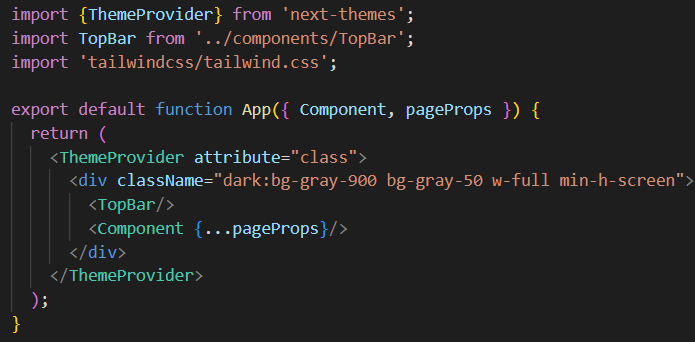 import {ThemeProvider} from 'next-themes';
import TopBar from '../components/TopBar';
import 'tailwindcss/tailwind.css';

export default function App({ Component, pageProps }) {
  return (
    <ThemeProvider attribute="class">
      <div className="dark:bg-gray-900 bg-gray-50 w-full min-h-screen">
        <TopBar/>
        <Component {...pageProps}/>
      </div>
    </ThemeProvider>
  );
}